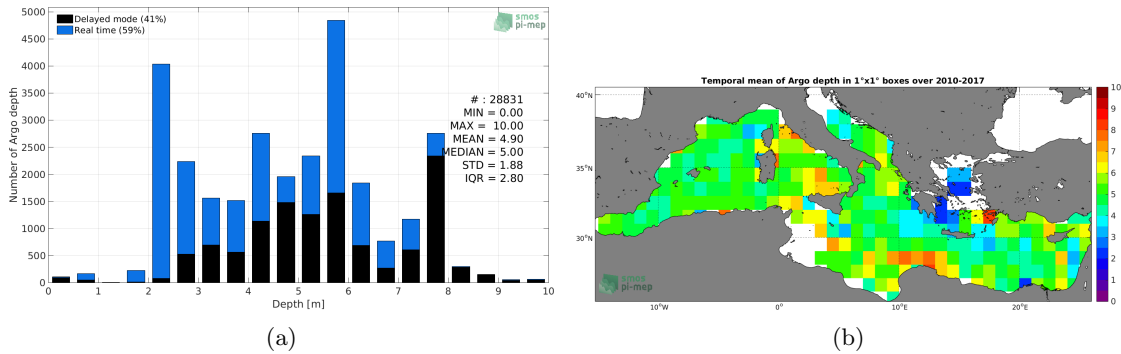 Delayed mode (41%)
Real time (59%)
smos
pi-mep
# : 28831
MIN = 0.00
MAX = 10.00
MEAN = 4.90
MEDIAN = 5.00
STD = 1.88
IQR = 2.80
Number of Argo depth
5000
4500
4000
3500
3000
2500
2000
1500
1000
500
0
0 1 2 3 4 5 6 7 8 9 10
Depth [m]
(a)
Temporal mean of Argo depth in 1°x1° boxes over 2010-2017
40°N
35°N
30°N
10°W 0° 10°E 20°E
smos
pi-mep
10
9
8
7
6
5
4
3
2
1
0
(b)